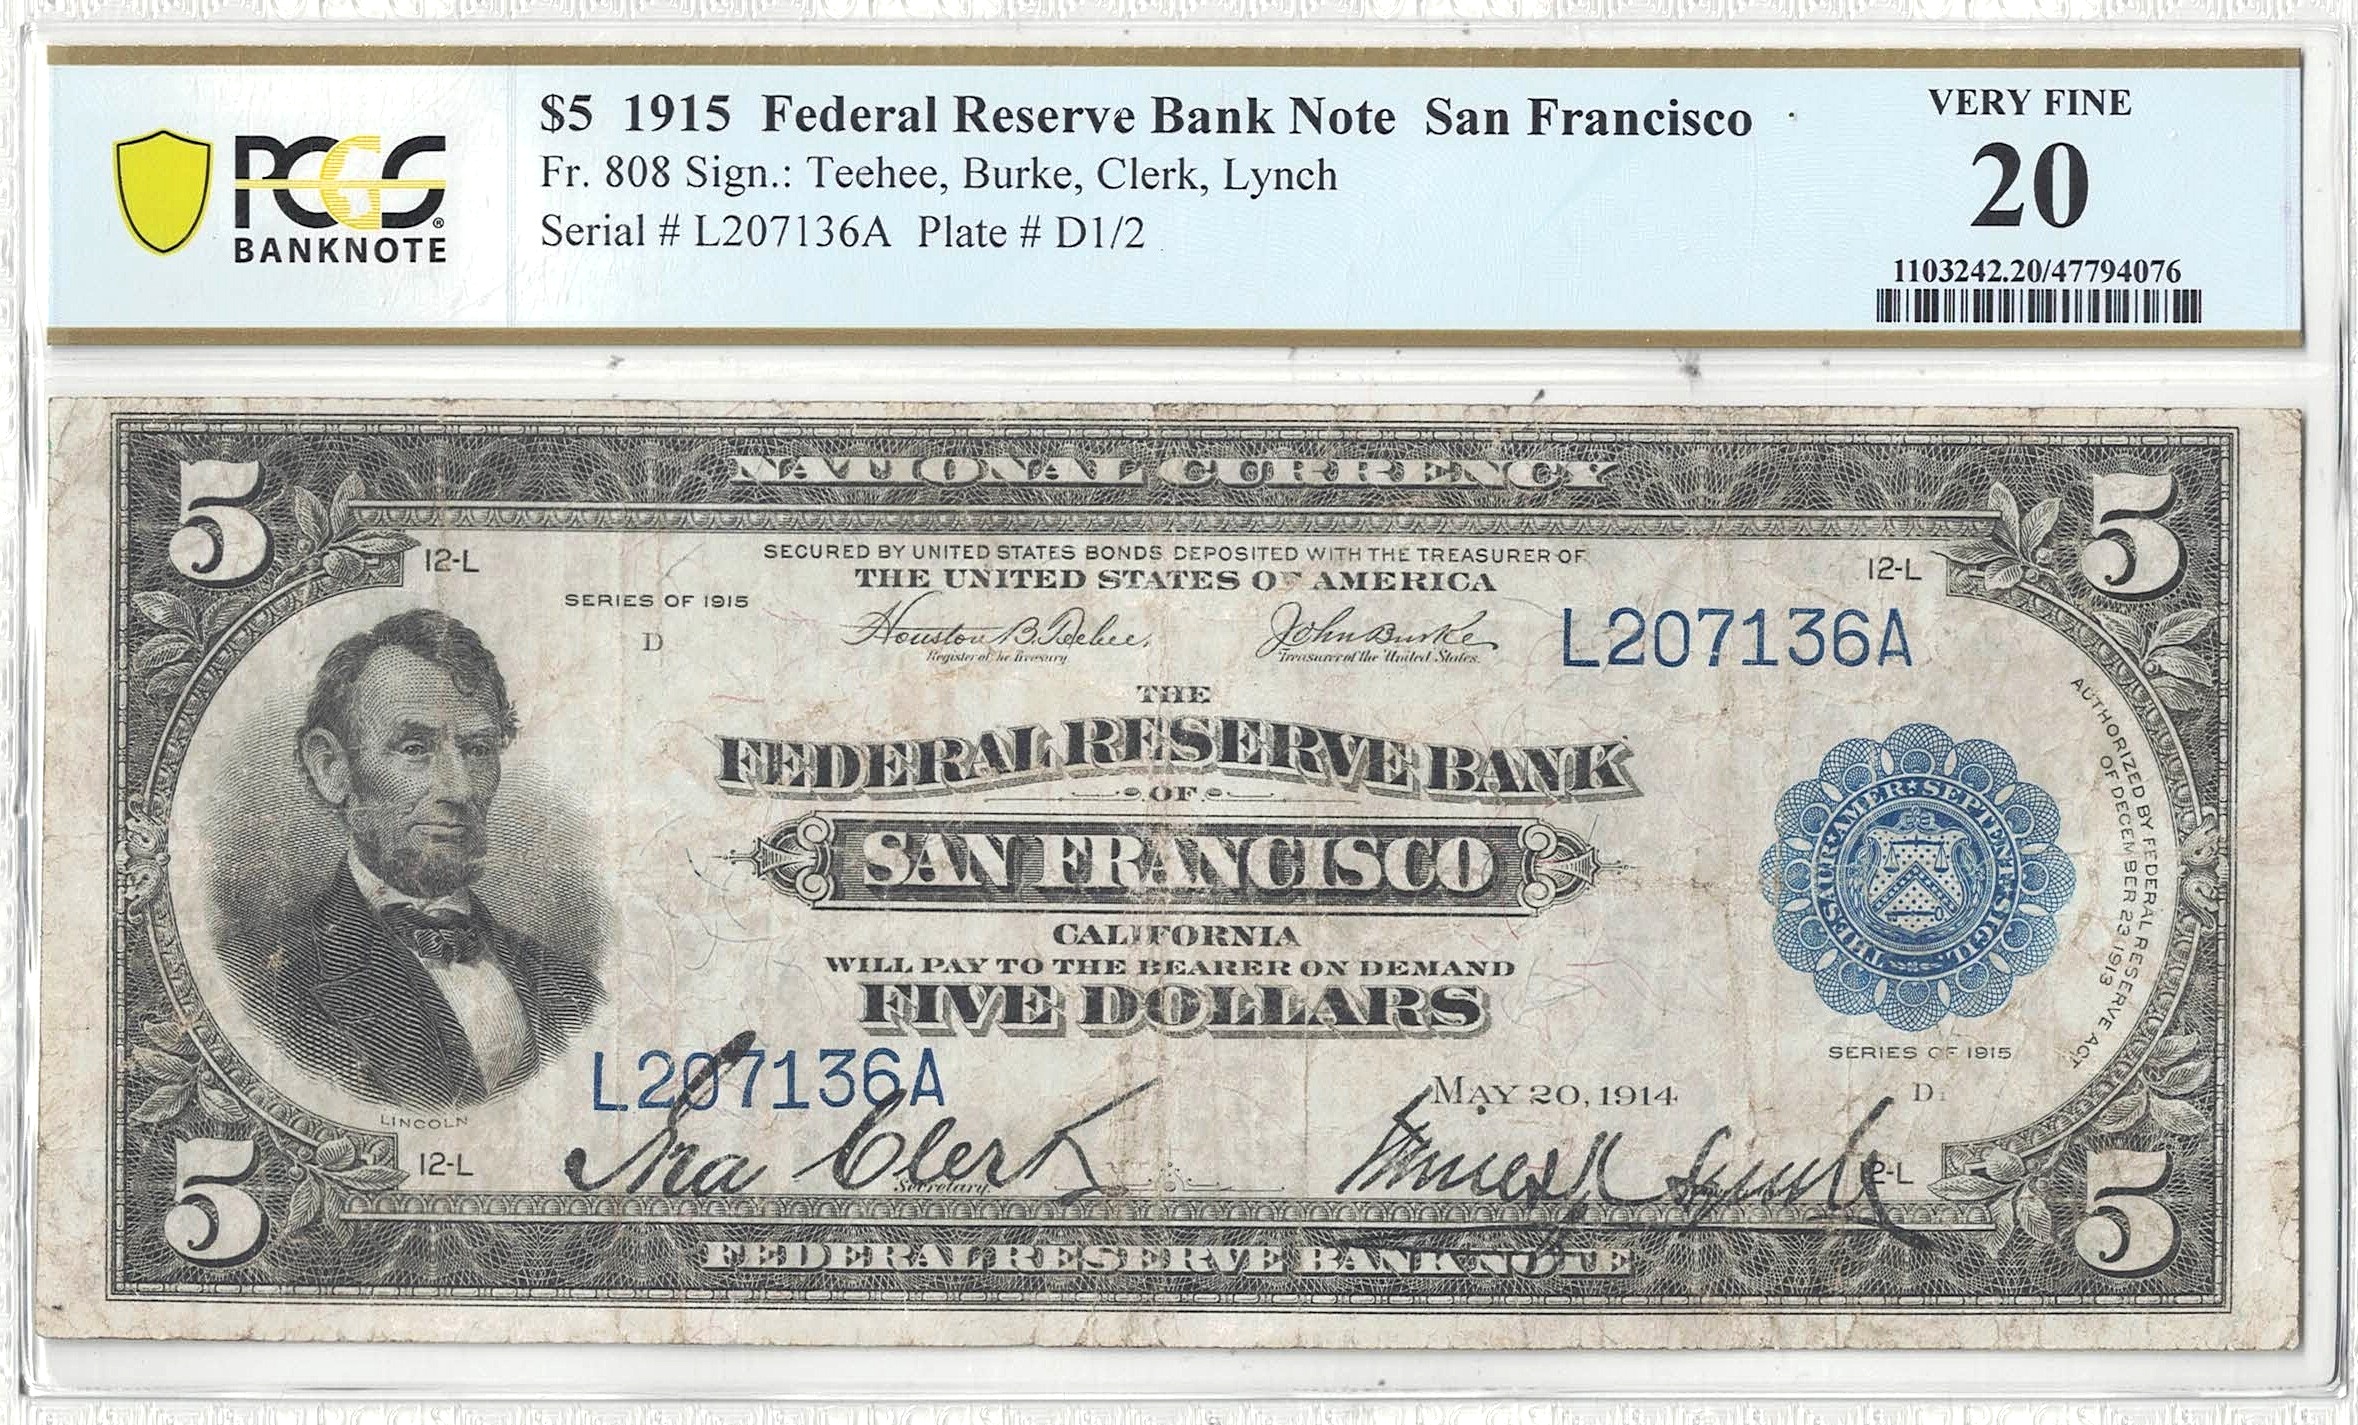 PCGS
BANKNOTE
$5 1915 Federal Reserve Bank Note San Francisco
Fr. 808 Sign.: Teehee, Burke, Clerk, Lynch
Serial # L207136A Plate # D1/2
VERY FINE
20
1103242.20/47794076
5
NATIONAL CURRENCY
5
12-L
SECURED BY UNITED STATES BONDS DEPOSITED WITH THE TREASURER OF
12-L
THE UNITED STATES OF AMERICA
SERIES OF 1915
D
Houston B. Teehee
Register of the Treasury
John Burke
Treasurer of the United States.
L207136A
THE
FEDERAL RESERVE BANK
OF
SAN FRANCISCO
CALIFORNIA
WILL PAY TO THE BEARER ON DEMAND
FIVE DOLLARS
THESAUR. AMER. SEPTENT. SIGIL.
AUTHORIZED BY FEDERAL RESERVE ACT
OF DECEMBER 23 1913
SERIES OF 1915
L207136A
MAY 20, 1914
D
LINCOLN
12-L
Ira Clerk
Secretary.
Lynch
12-L
5
FEDERAL RESERVE BANK NOTE
5